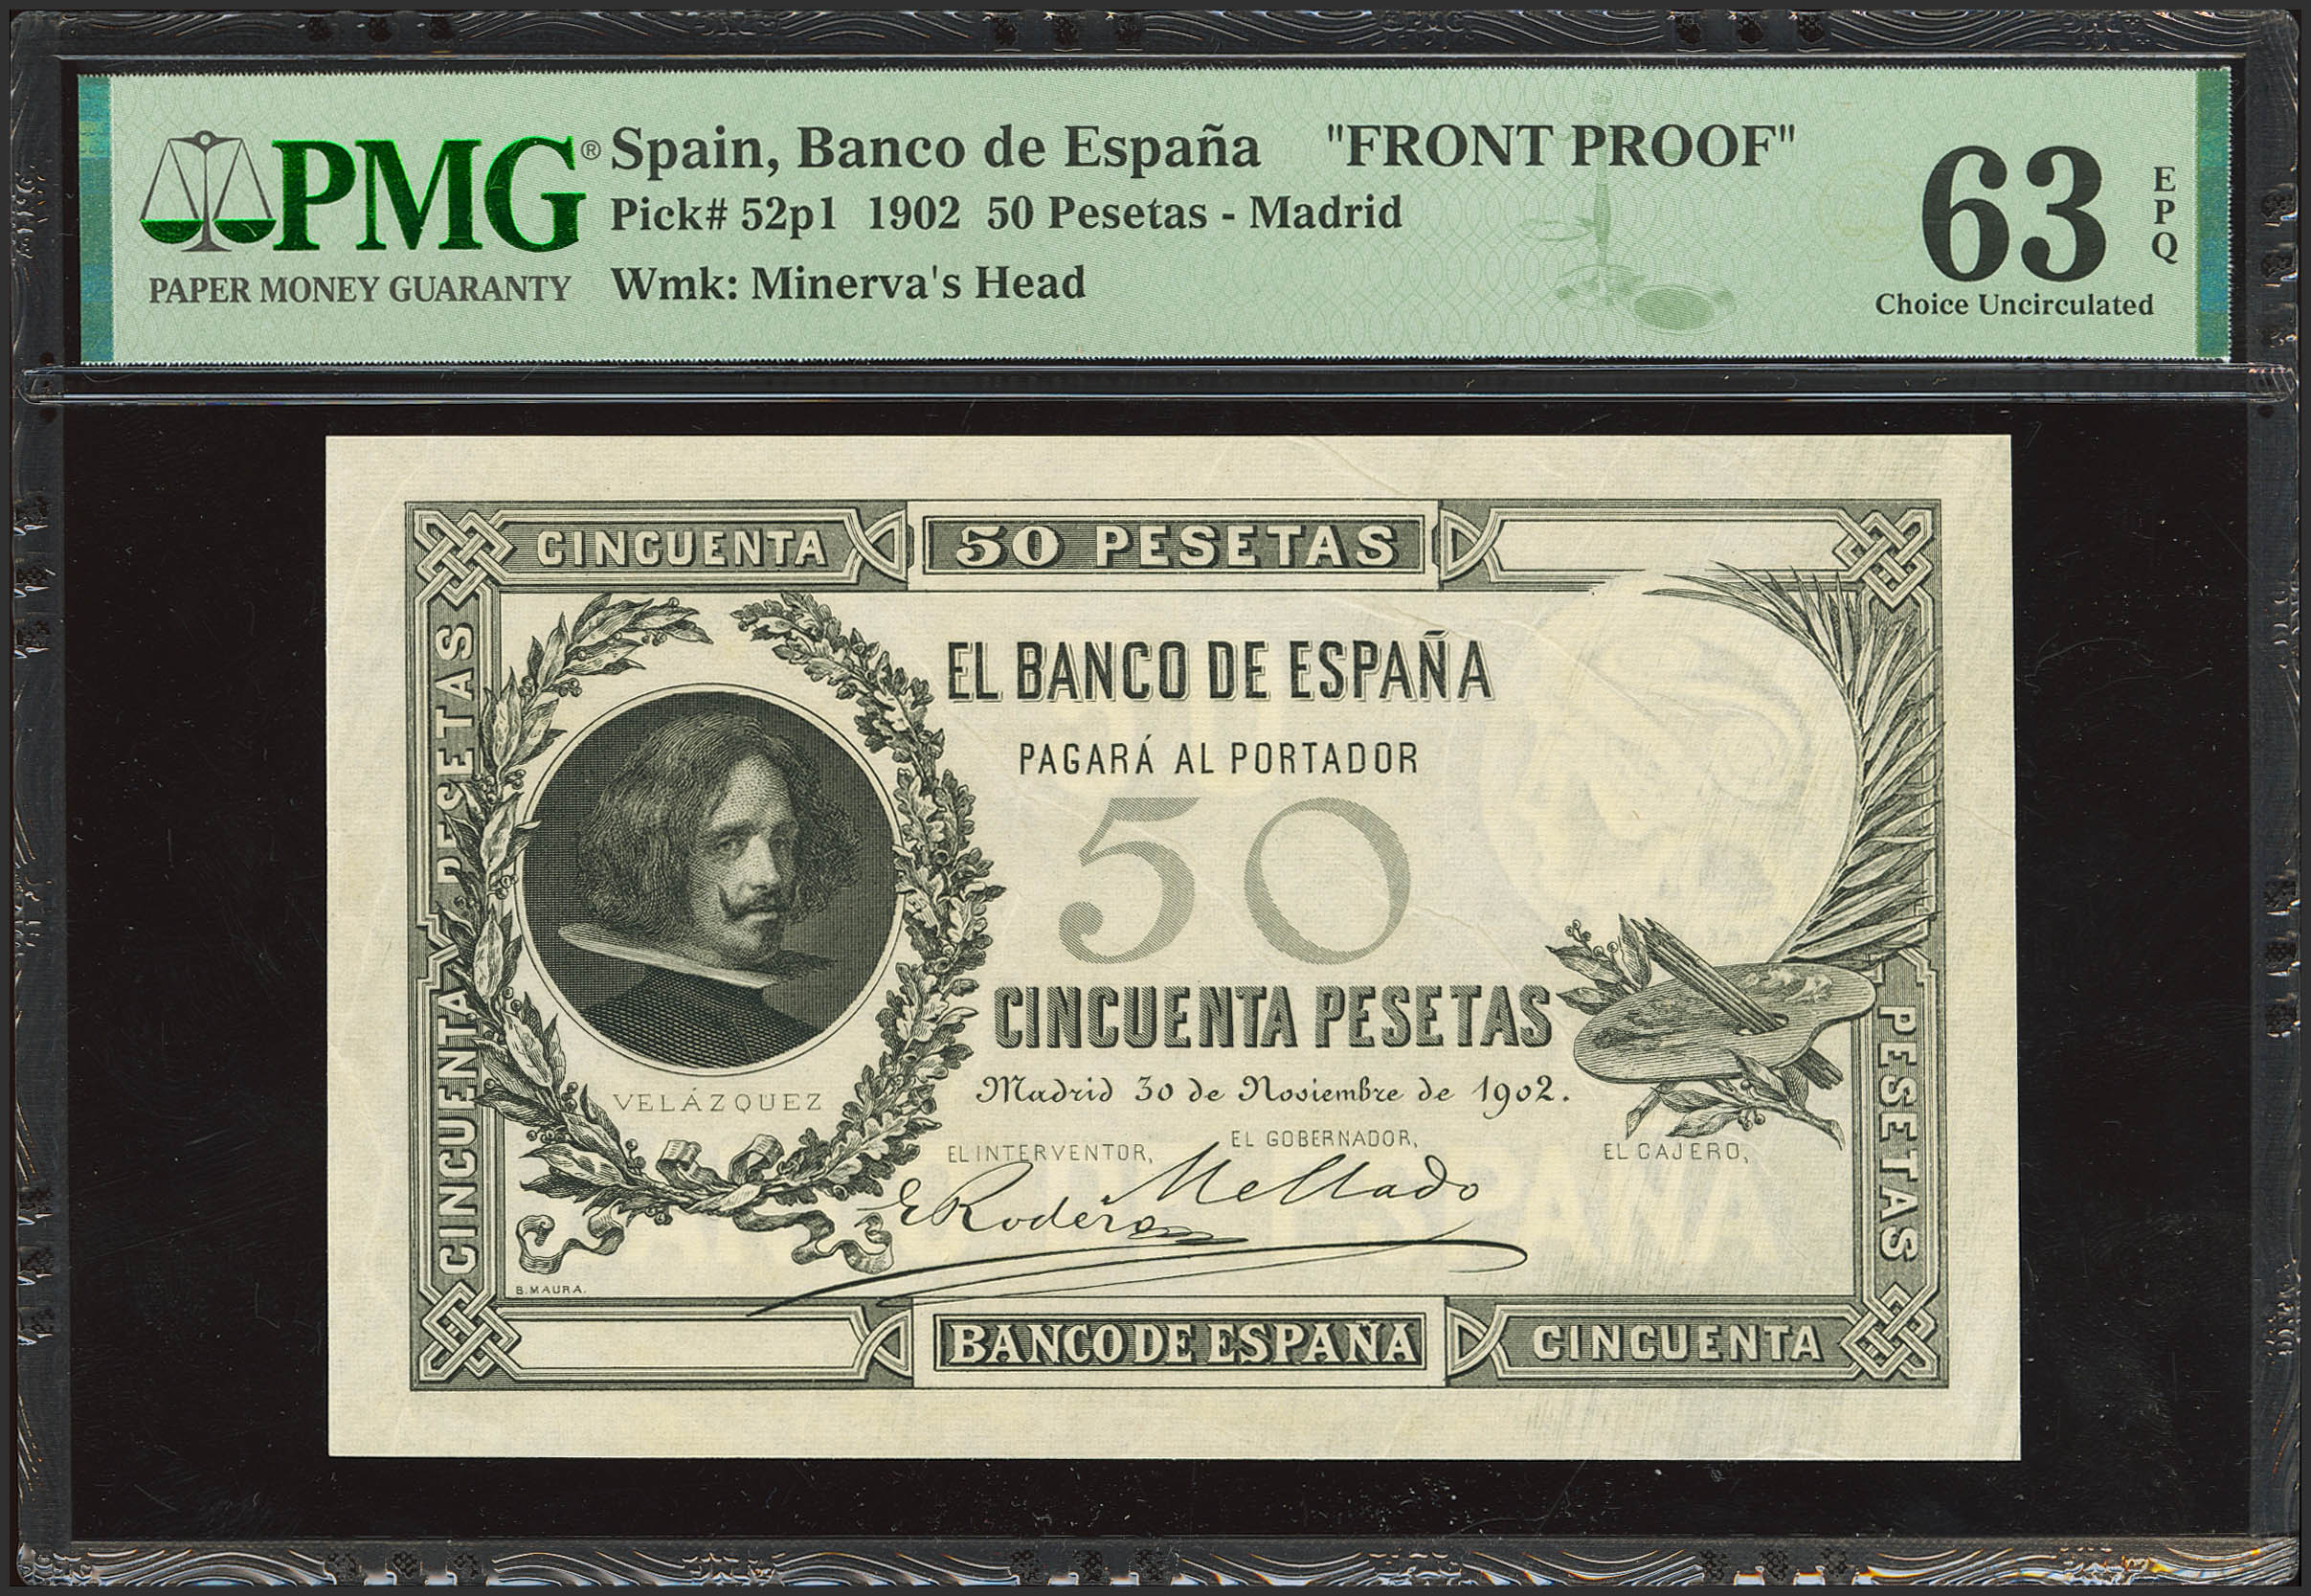 PMG®
PAPER MONEY GUARANTY
Spain, Banco de España "FRONT PROOF"
Pick# 52p1 1902 50 Pesetas - Madrid
Wmk: Minerva's Head
63
EPQ
Choice Uncirculated
CINCUENTA
50 PESETAS
PESETAS
CINCUENTA
EL BANCO DE ESPAÑA
PAGARÁ AL PORTADOR
50
CINCUENTA PESETAS
Madrid 30 de Noviembre de 1902.
VELÁZQUEZ
EL INTERVENTOR,
EL GOBERNADOR,
EL CAJERO,
E Rodero
Mellado
B. MAURA.
PESETAS
BANCO DE ESPAÑA
CINCUENTA